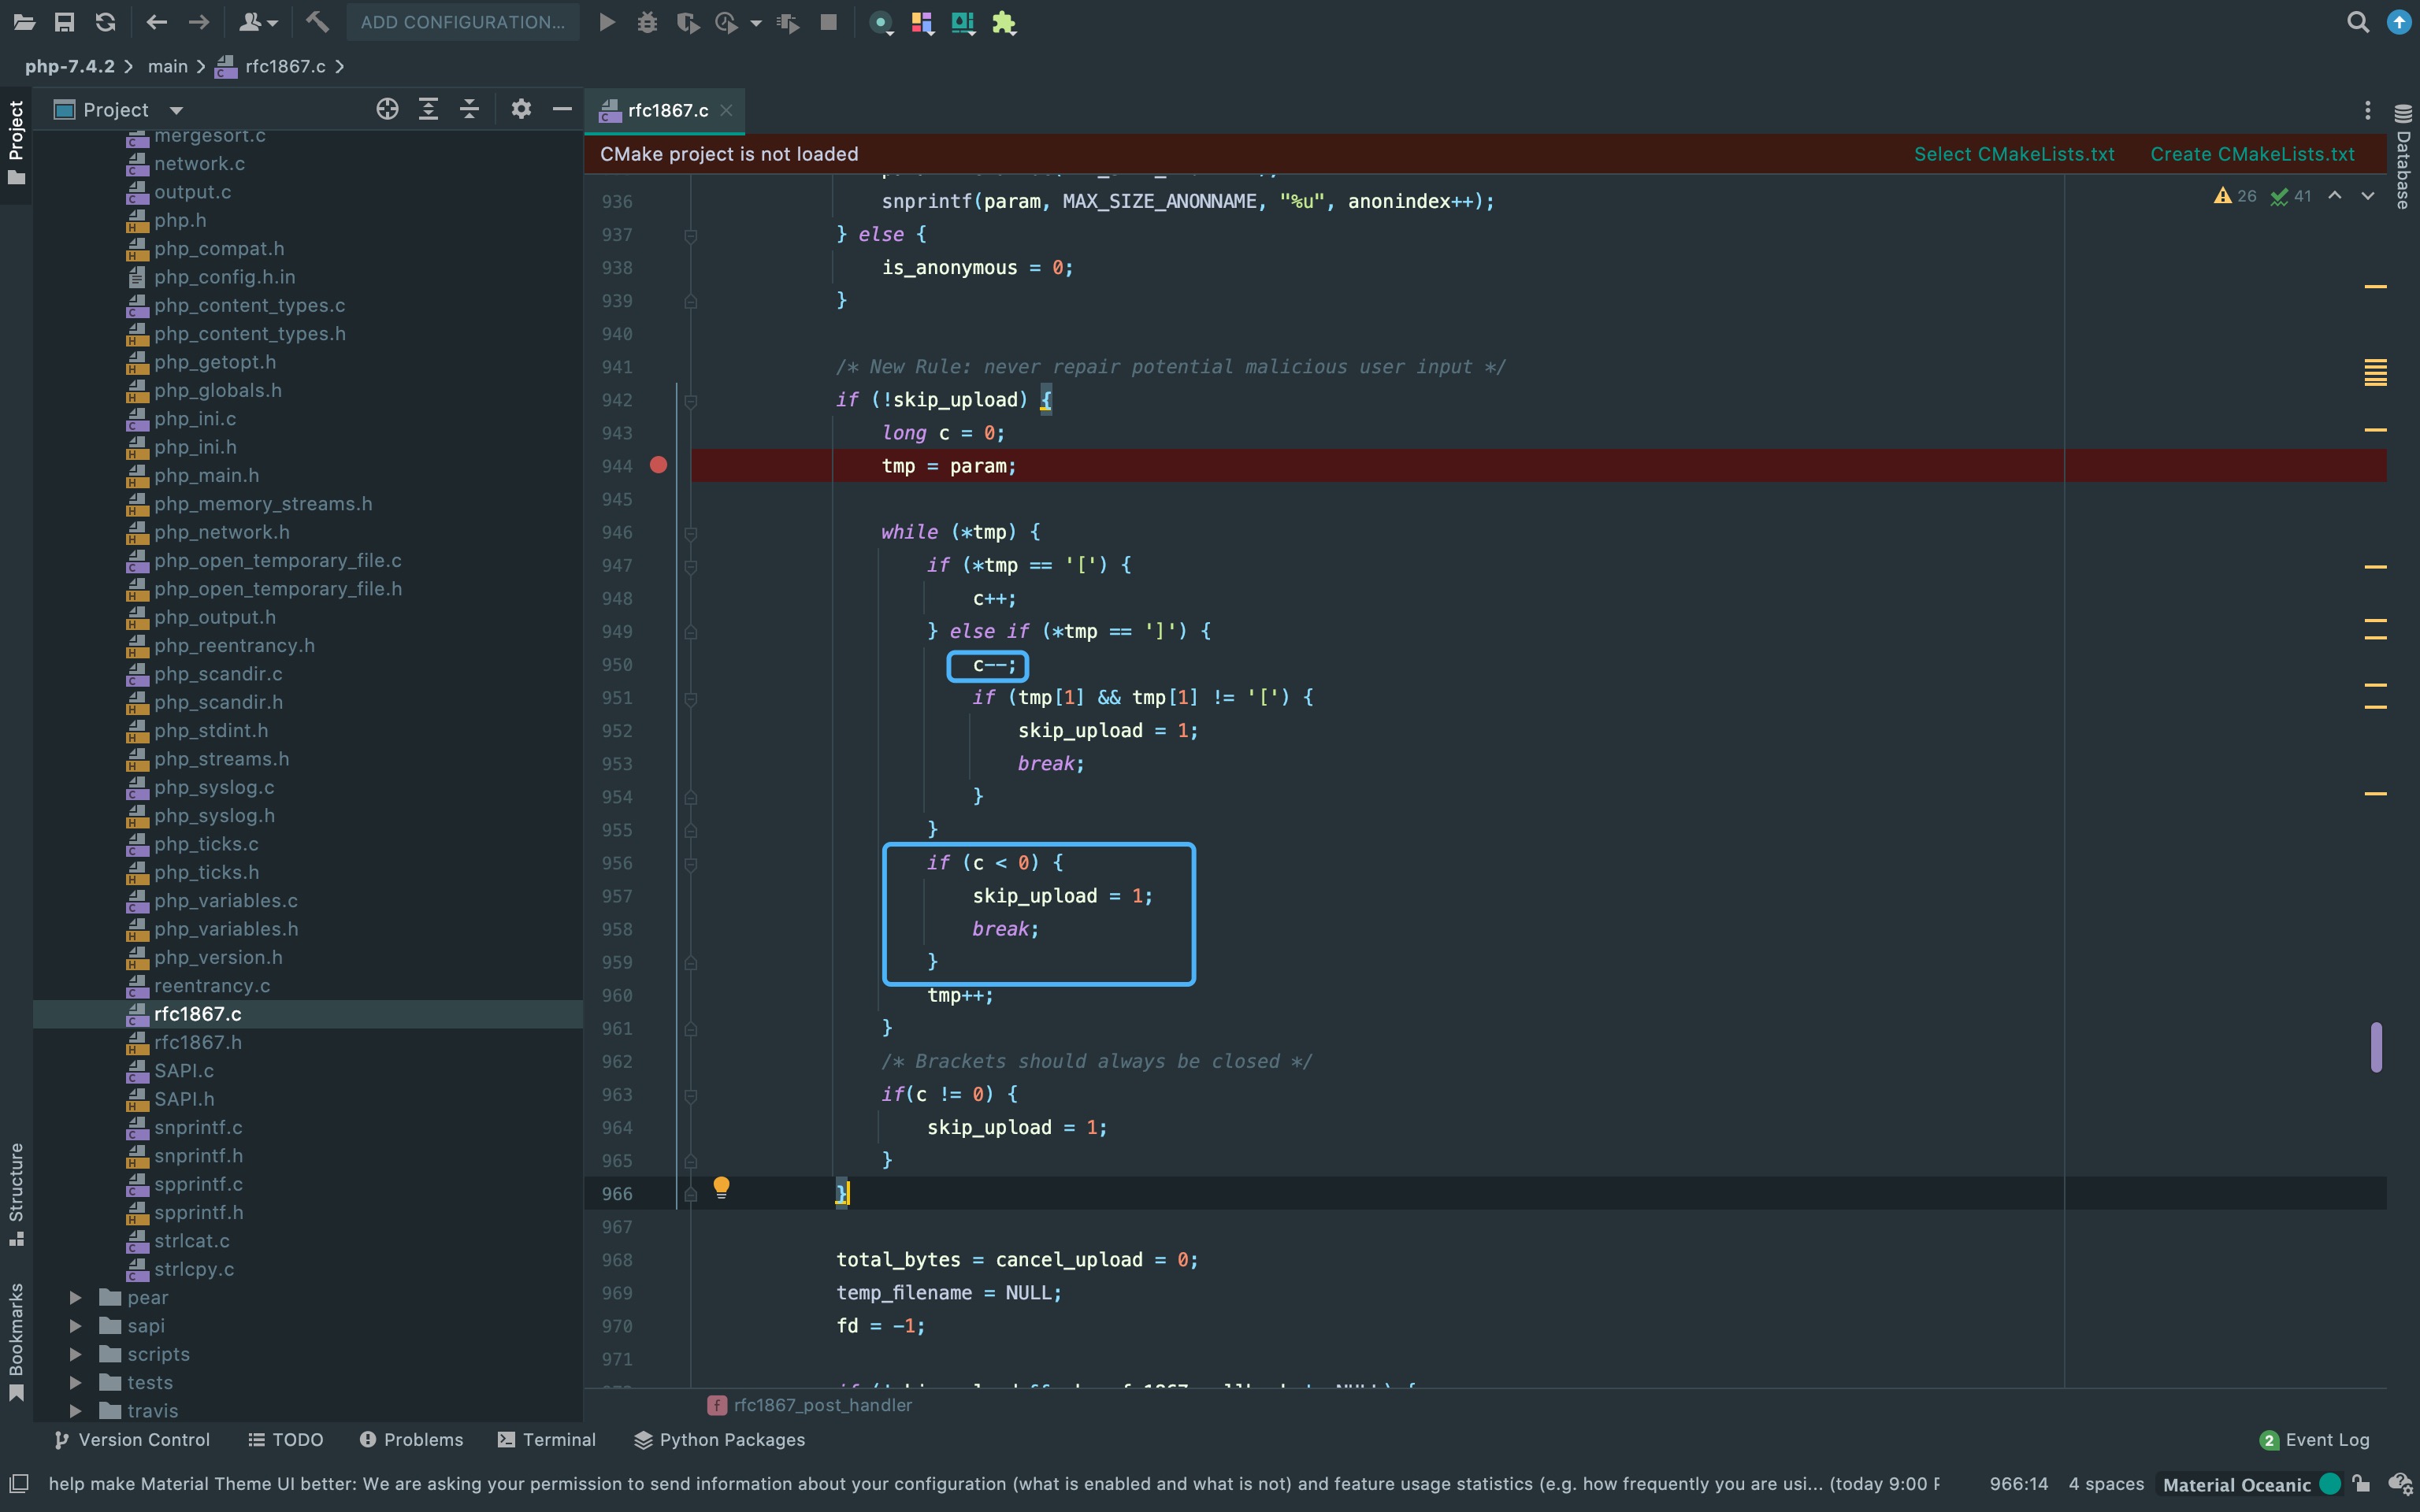 ADD CONFIGURATION...
php-7.4.2 main rfc1867.c
Project
Project
rfc1867.c
Database
CMake project is not loaded
Select CMakeLists.txt
Create CMakeLists.txt
26 41
mergesort.c
network.c
output.c
php.h
php_compat.h
php_config.h.in
php_content_types.c
php_content_types.h
php_getopt.h
php_globals.h
php_ini.c
php_ini.h
php_main.h
php_memory_streams.h
php_network.h
php_open_temporary_file.c
php_open_temporary_file.h
php_output.h
php_reentrancy.h
php_scandir.c
php_scandir.h
php_stdint.h
php_streams.h
php_syslog.c
php_syslog.h
php_ticks.c
php_ticks.h
php_variables.c
php_variables.h
php_version.h
reentrancy.c
rfc1867.c
rfc1867.h
SAPI.c
SAPI.h
snprintf.c
snprintf.h
spprintf.c
spprintf.h
strlcat.c
strlcpy.c
pear
sapi
scripts
tests
travis
Structure
Bookmarks
936 snprintf(param, MAX_SIZE_ANONNAME, "%u", anonindex++);
937 } else {
938 is_anonymous = 0;
939 }
940
941 /* New Rule: never repair potential malicious user input */
942 if (!skip_upload) {
943 long c = 0;
944 tmp = param;
945
946 while (*tmp) {
947 if (*tmp == '[') {
948 c++;
949 } else if (*tmp == ']') {
950 c--;
951 if (tmp[1] && tmp[1] != '[') {
952 skip_upload = 1;
953 break;
954 }
955 }
956 if (c < 0) {
957 skip_upload = 1;
958 break;
959 }
960 tmp++;
961 }
962 /* Brackets should always be closed */
963 if(c != 0) {
964 skip_upload = 1;
965 }
966 }
967
968 total_bytes = cancel_upload = 0;
969 temp_filename = NULL;
970 fd = -1;
971
f rfc1867_post_handler
Version Control
TODO
Problems
Terminal
Python Packages
2 Event Log
help make Material Theme UI better: We are asking your permission to send information about your configuration (what is enabled and what is not) and feature usage statistics (e.g. how frequently you are usi... (today 9:00 P
966:14
4 spaces
Material Oceanic